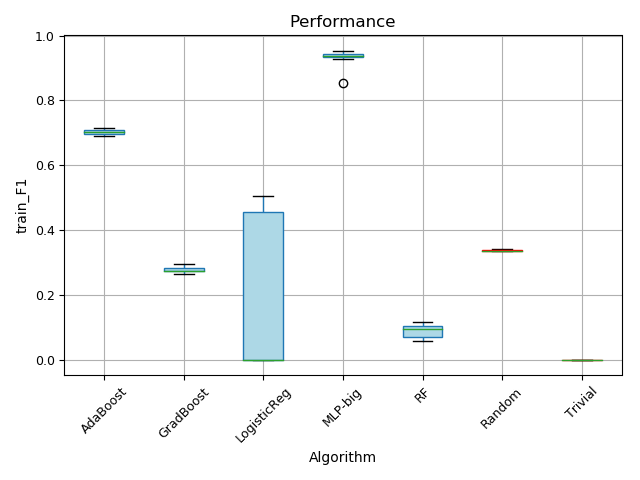 Performance
1.0
0.8
0.6
0.4
0.2
0.0
train_F1
AdaBoost
GradBoost
LogisticReg
MLP-big
RF
Random
Trivial
Algorithm